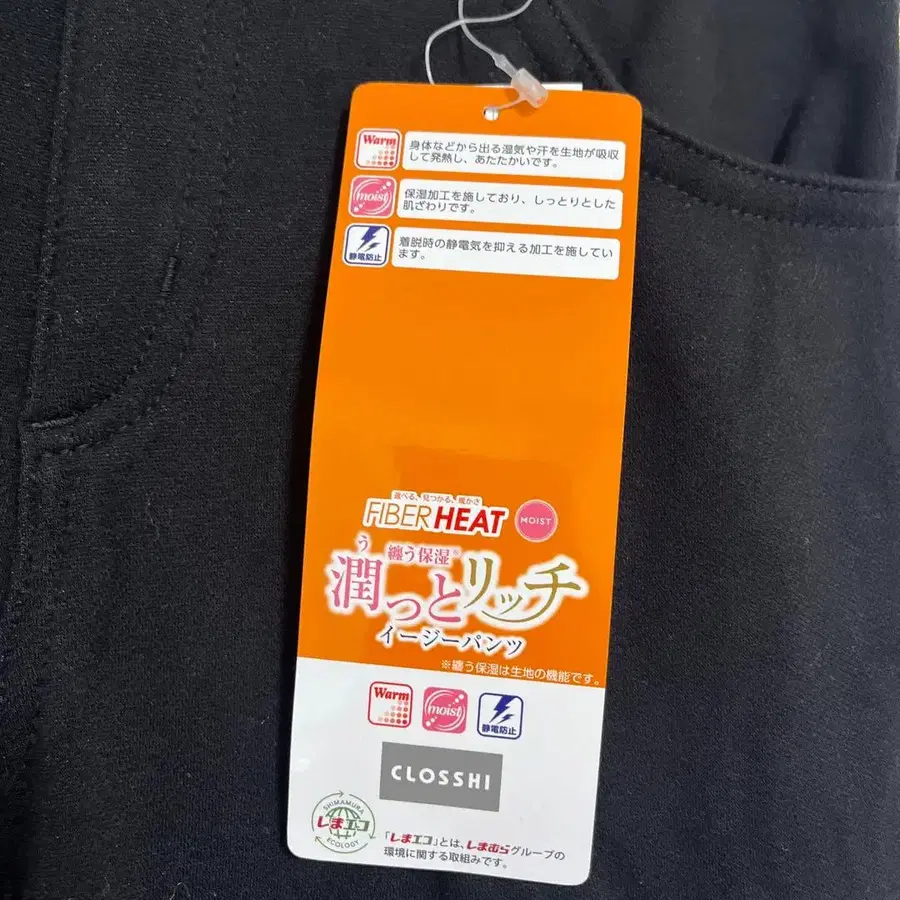 Warm
身体などから出る湿気や汗を生地が吸収
して発熱し、あたたかいです。
moist
保湿加工を施しており、しっとりとした
肌ざわりです。
静電防止
着脱時の静電気を抑える加工を施してい
ます。
選べる、見つかる、暖かさ
FIBER HEAT
MOIST
う 纏う保湿※
潤っとリッチ
イージーパンツ
※纏う保湿は生地の機能です。
Warm
moist
静電防止
CLOSSHI
SHIMAMURA
しまエコ
ECOLOGY
「しまエコ」とは、しまむらグループの
環境に関する取組みです。